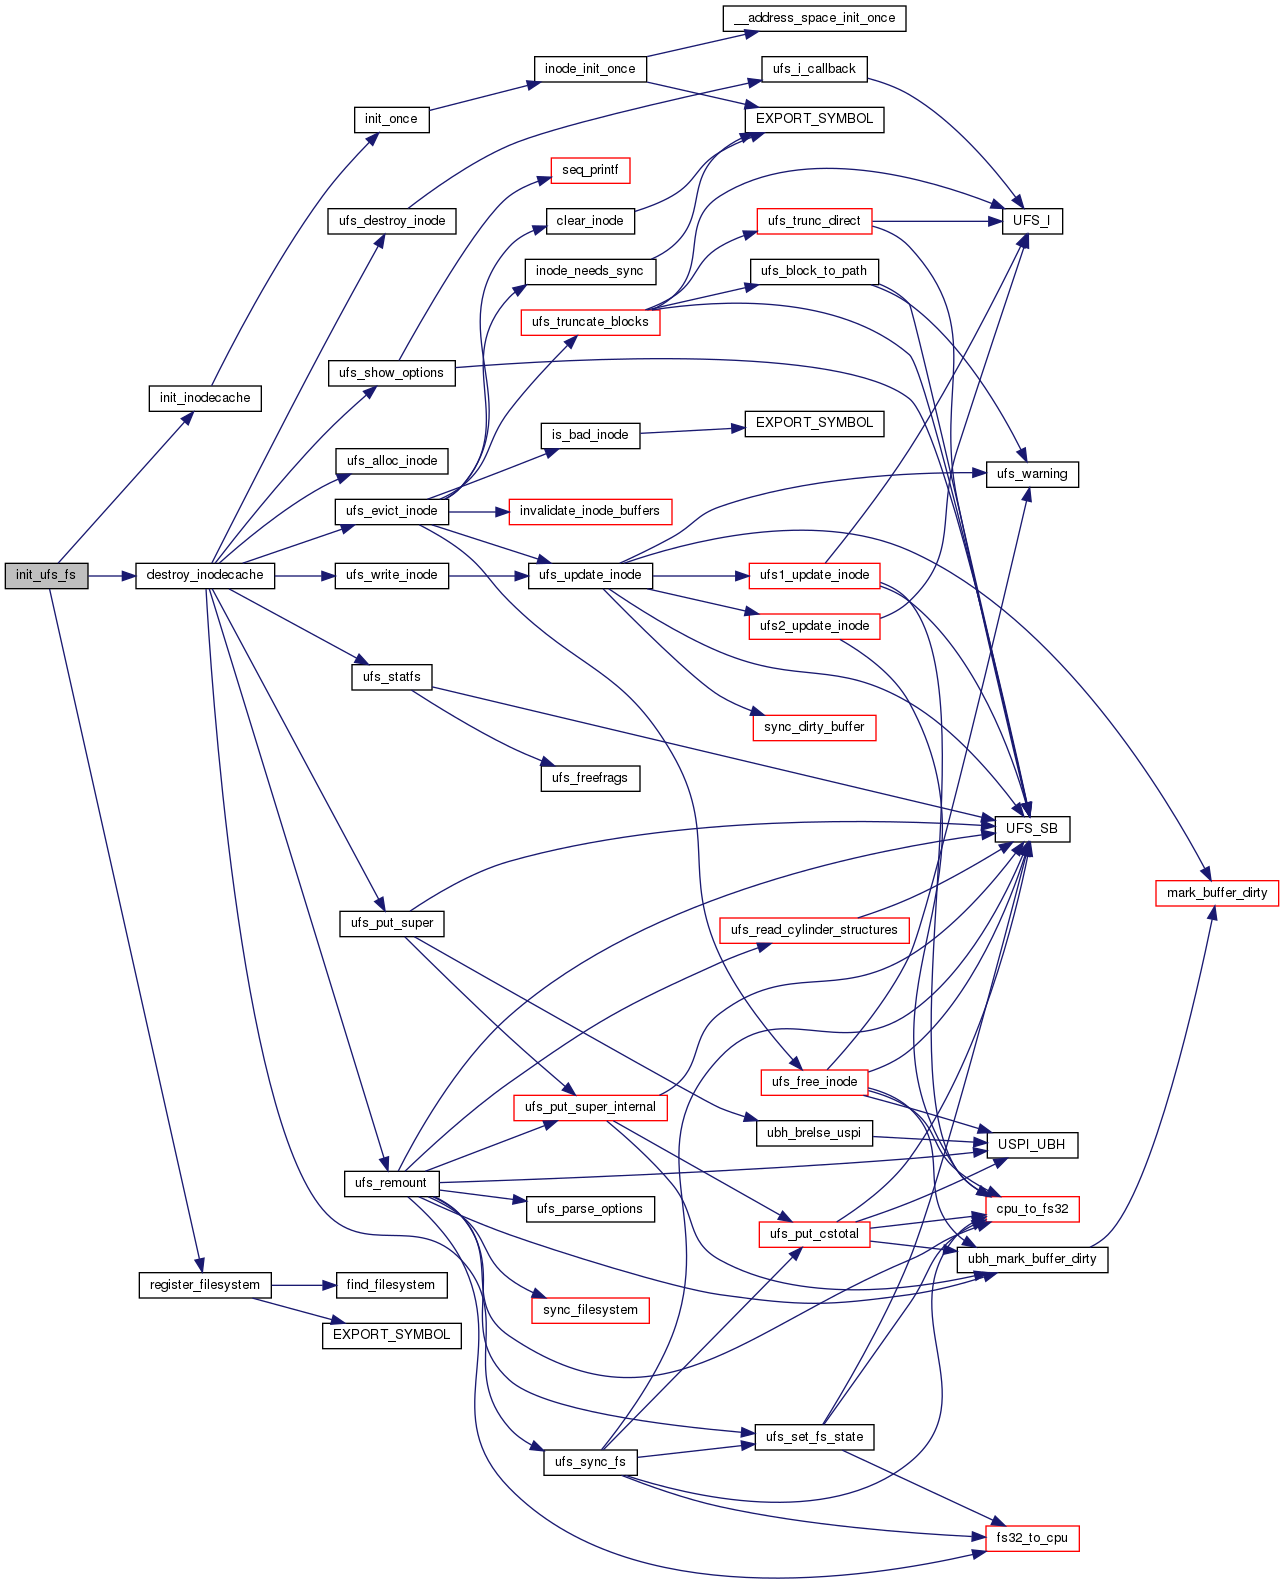 __address_space_init_once
inode_init_once
ufs_i_callback
init_once
EXPORT_SYMBOL
seq_printf
ufs_destroy_inode
clear_inode
ufs_trunc_direct
UFS_I
inode_needs_sync
ufs_block_to_path
ufs_truncate_blocks
ufs_show_options
init_inodecache
is_bad_inode
EXPORT_SYMBOL
ufs_alloc_inode
ufs_warning
ufs_evict_inode
invalidate_inode_buffers
init_ufs_fs
destroy_inodecache
ufs_write_inode
ufs_update_inode
ufs1_update_inode
ufs2_update_inode
ufs_statfs
sync_dirty_buffer
ufs_freefrags
UFS_SB
mark_buffer_dirty
ufs_put_super
ufs_read_cylinder_structures
ufs_free_inode
ufs_put_super_internal
ubh_brelse_uspi
USPI_UBH
ufs_remount
ufs_parse_options
cpu_to_fs32
ufs_put_cstotal
ubh_mark_buffer_dirty
register_filesystem
find_filesystem
sync_filesystem
EXPORT_SYMBOL
ufs_set_fs_state
ufs_sync_fs
fs32_to_cpu